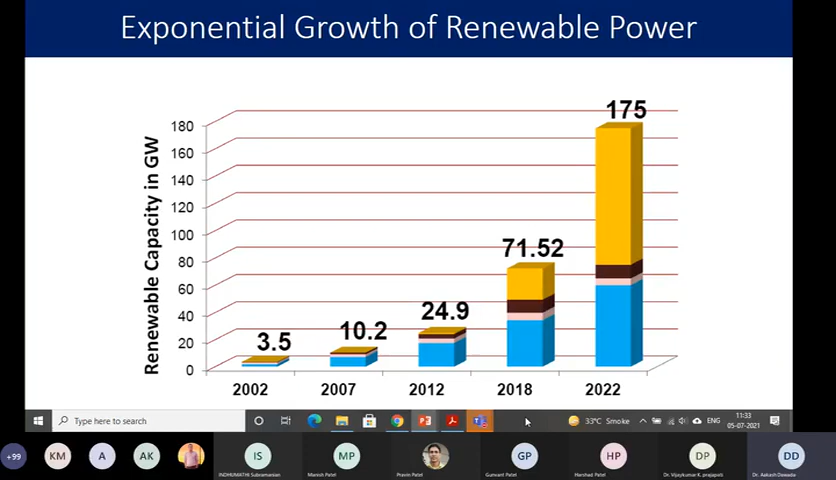 Exponential Growth of Renewable Power
Renewable Capacity in GW
180
160
140
120
100
80
60
40
20
0
3.5
10.2
24.9
71.52
175
2002 2007 2012 2018 2022
Type here to search
33°C Smoke ENG 11:33
05-07-2021
+99 KM A AK IS MP GP HP DP DD
INDHUMATHI Subramanian Manish Patel Pravin Patel Gunvant Patel Harshad Patel Dr. Vijaykumar K. prajapati Dr. Aakash Dewadia